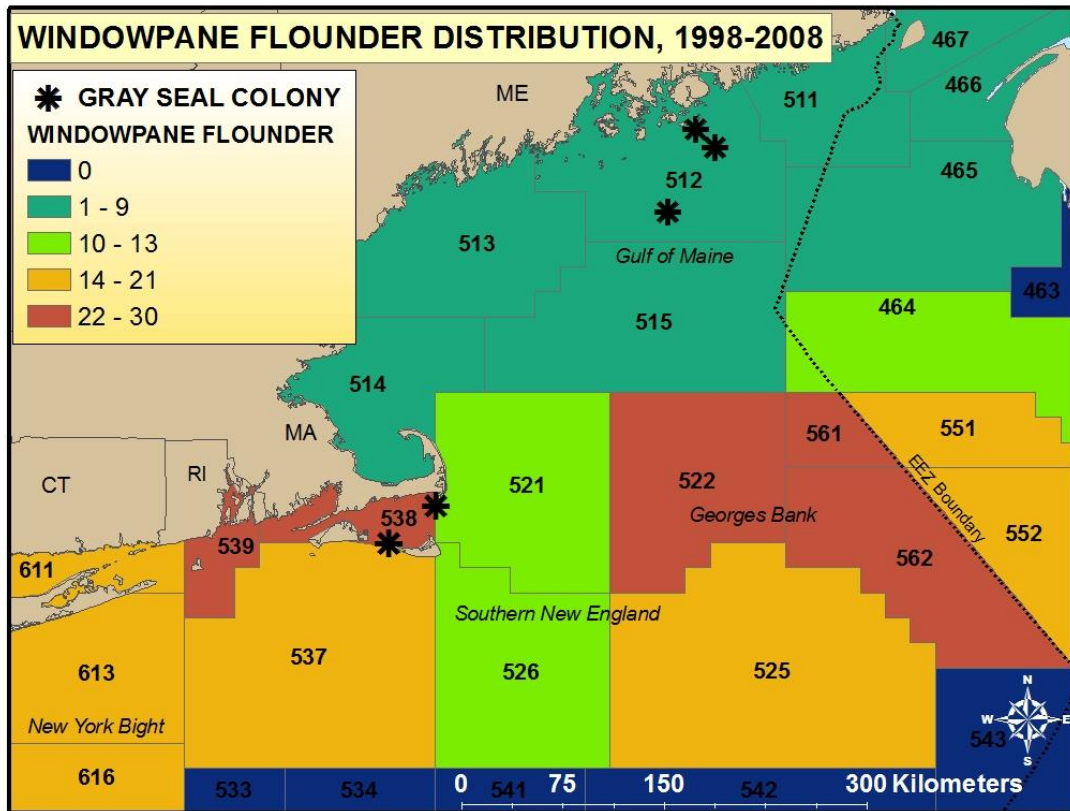 WINDOWPANE FLOUNDER DISTRIBUTION, 1998-2008
GRAY SEAL COLONY
WINDOWPANE FLOUNDER
0
1 - 9
10 - 13
14 - 21
22 - 30
ME
467
466
511
512
465
513
Gulf of Maine
463
464
515
514
MA
RI
CT
561
551
521
522
EEZ Boundary
538
Georges Bank
552
539
562
611
Southern New England
537
613
526
525
New York Bight
N
W
E
S
543
616
533
534
541
542
0
75
150
300 Kilometers